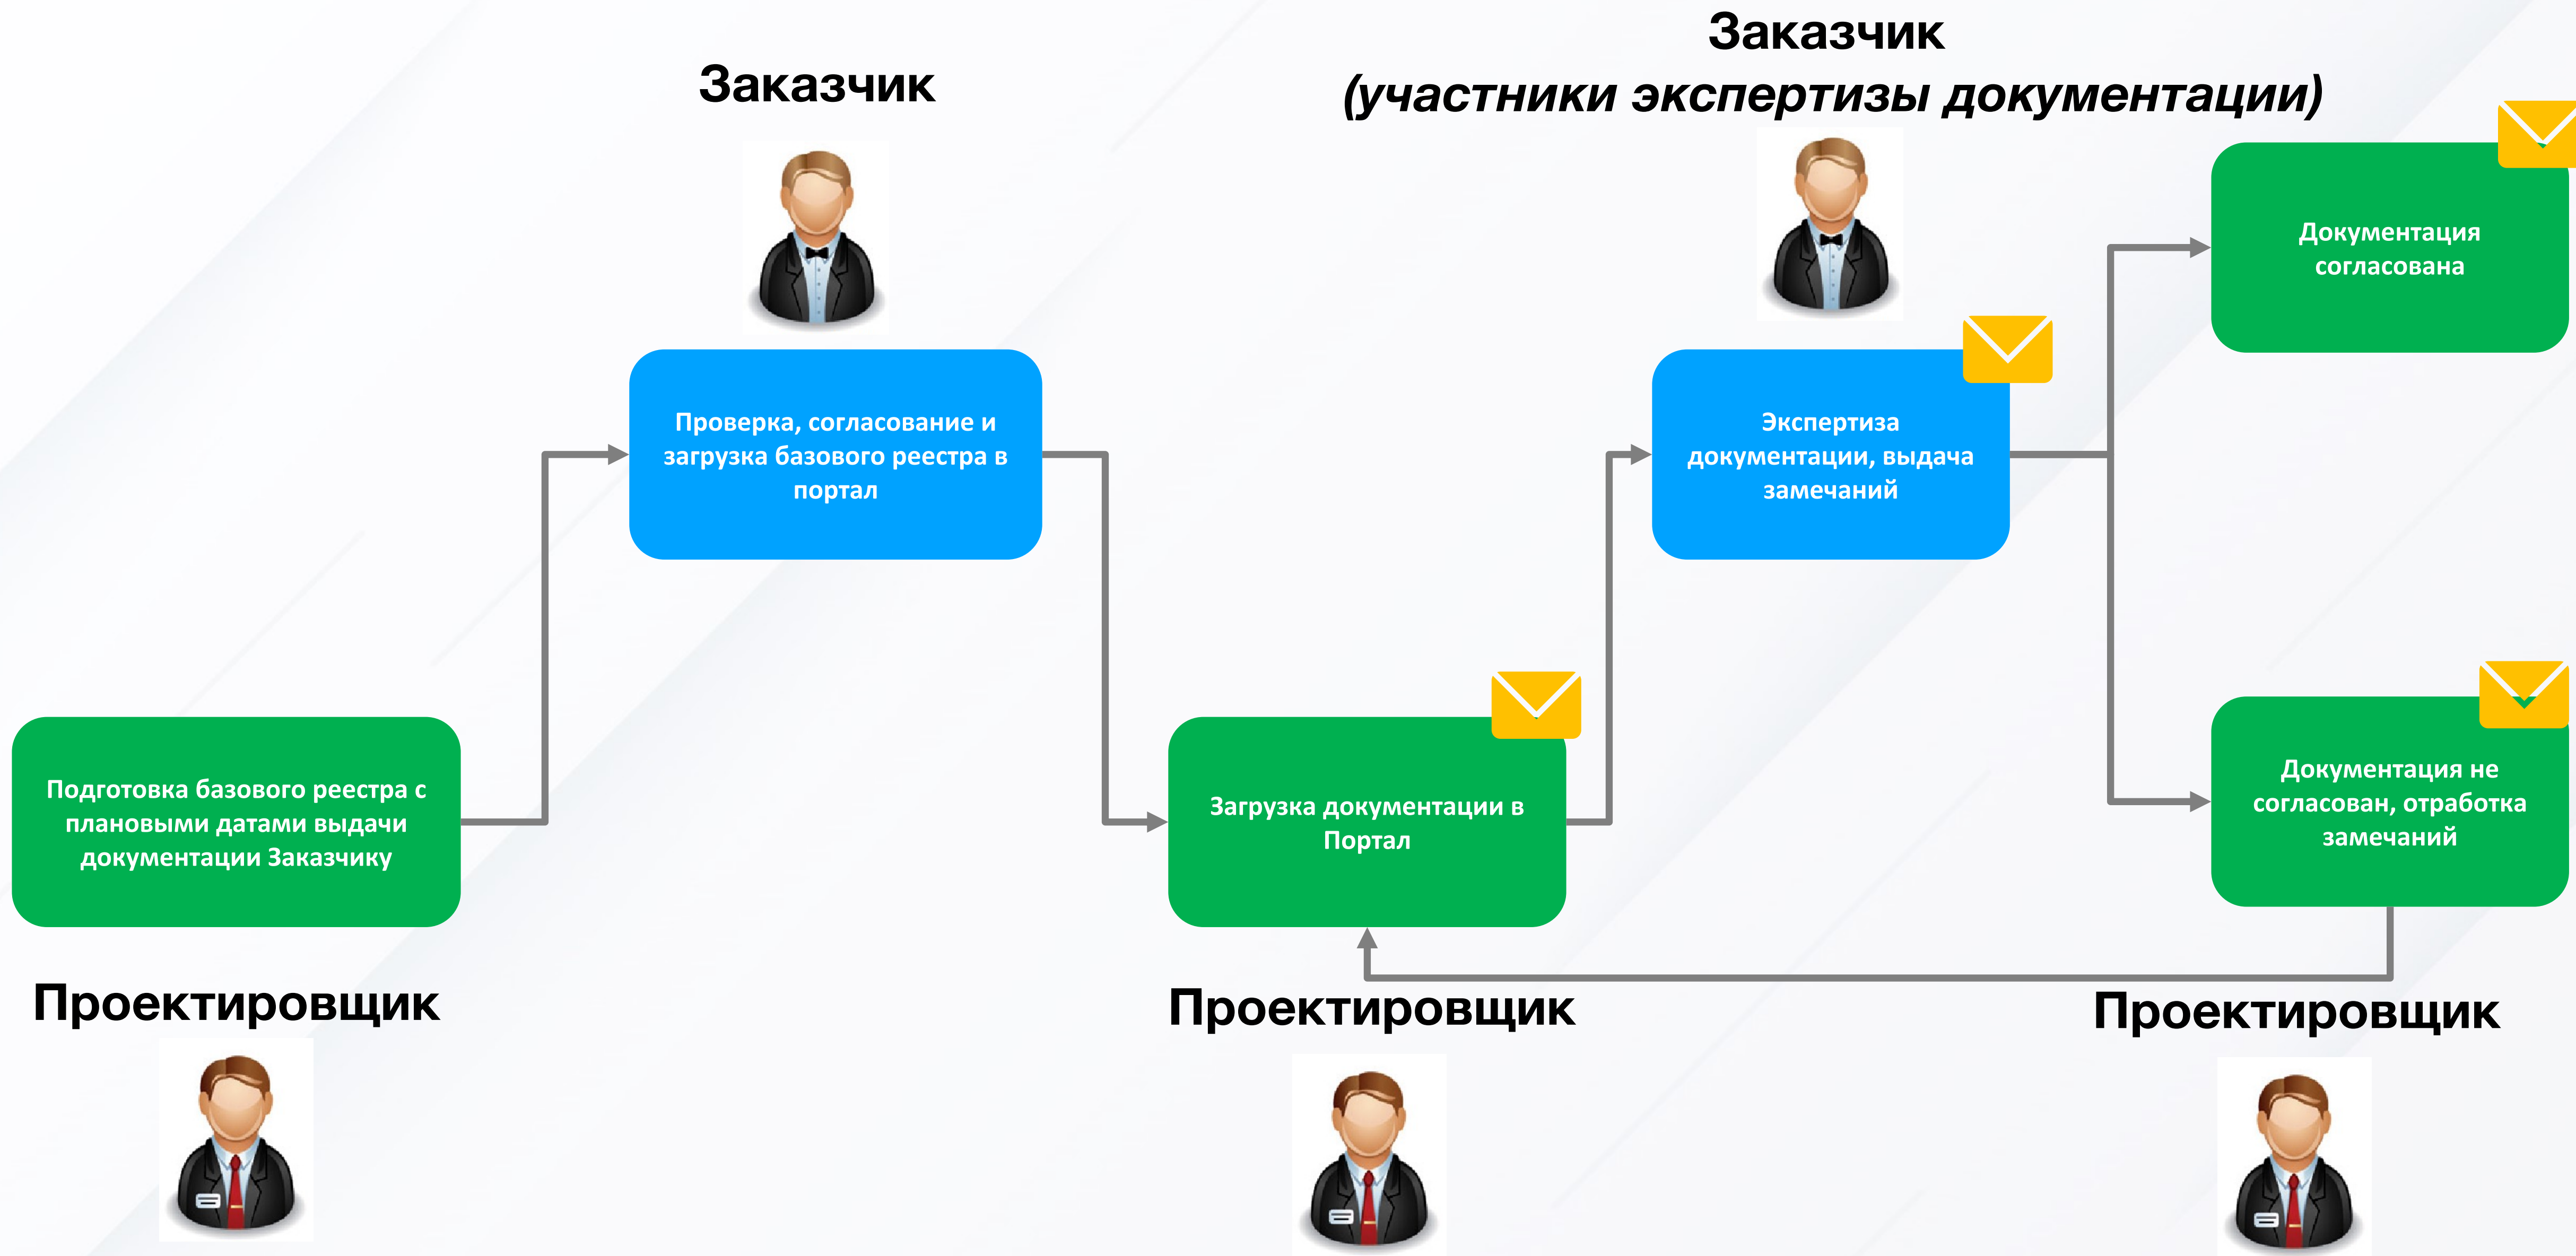 Заказчик
Заказчик
(участники экспертизы документации)
Документация
согласована
Проверка, согласование и
загрузка базового реестра в
портал
Экспертиза
документации, выдача
замечаний
Подготовка базового реестра с
плановыми датами выдачи
документации Заказчику
Загрузка документации в
Портал
Документация не
согласован, отработка
замечаний
Проектировщик
Проектировщик
Проектировщик